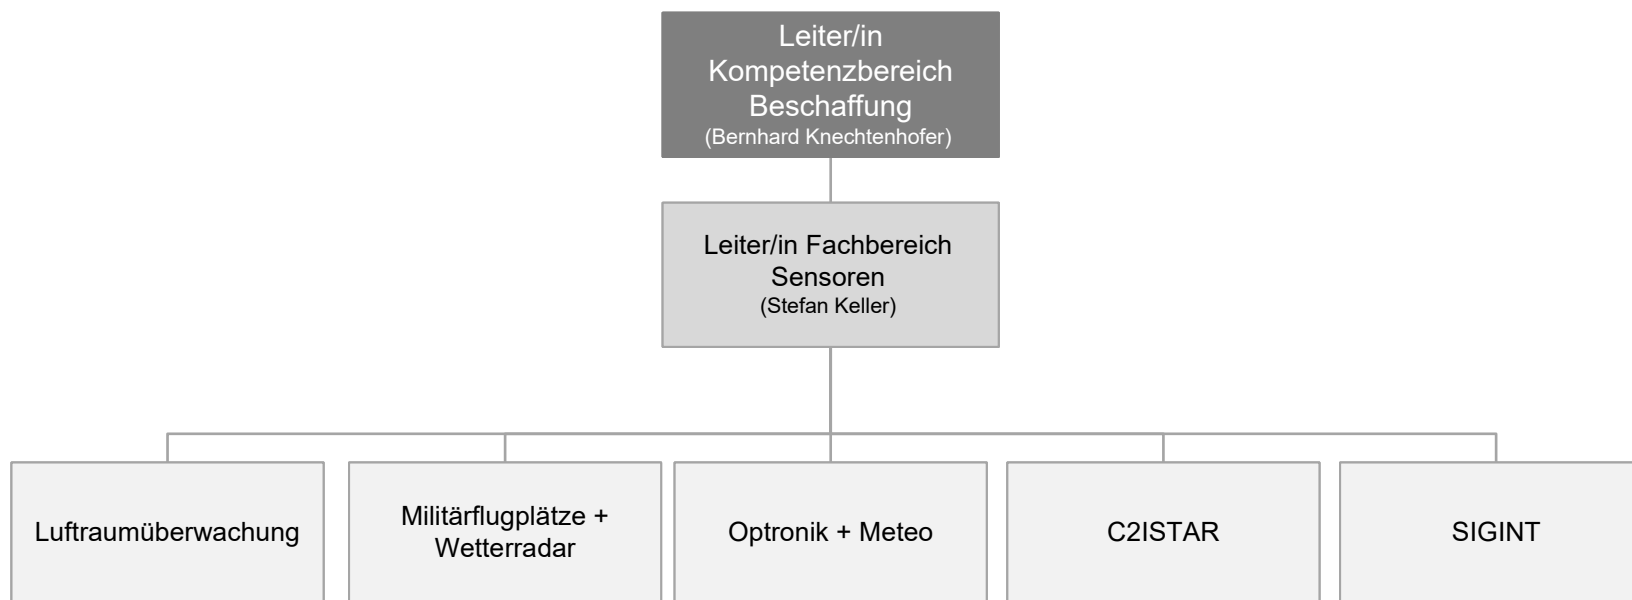 Leiter/in
Kompetenzbereich
Beschaffung
(Bernhard Knechtenhofer)
Leiter/in Fachbereich
Sensoren
(Stefan Keller)
Luftraumüberwachung
Militärflugplätze +
Wetterradar
Optronik + Meteo
C2ISTAR
SIGINT